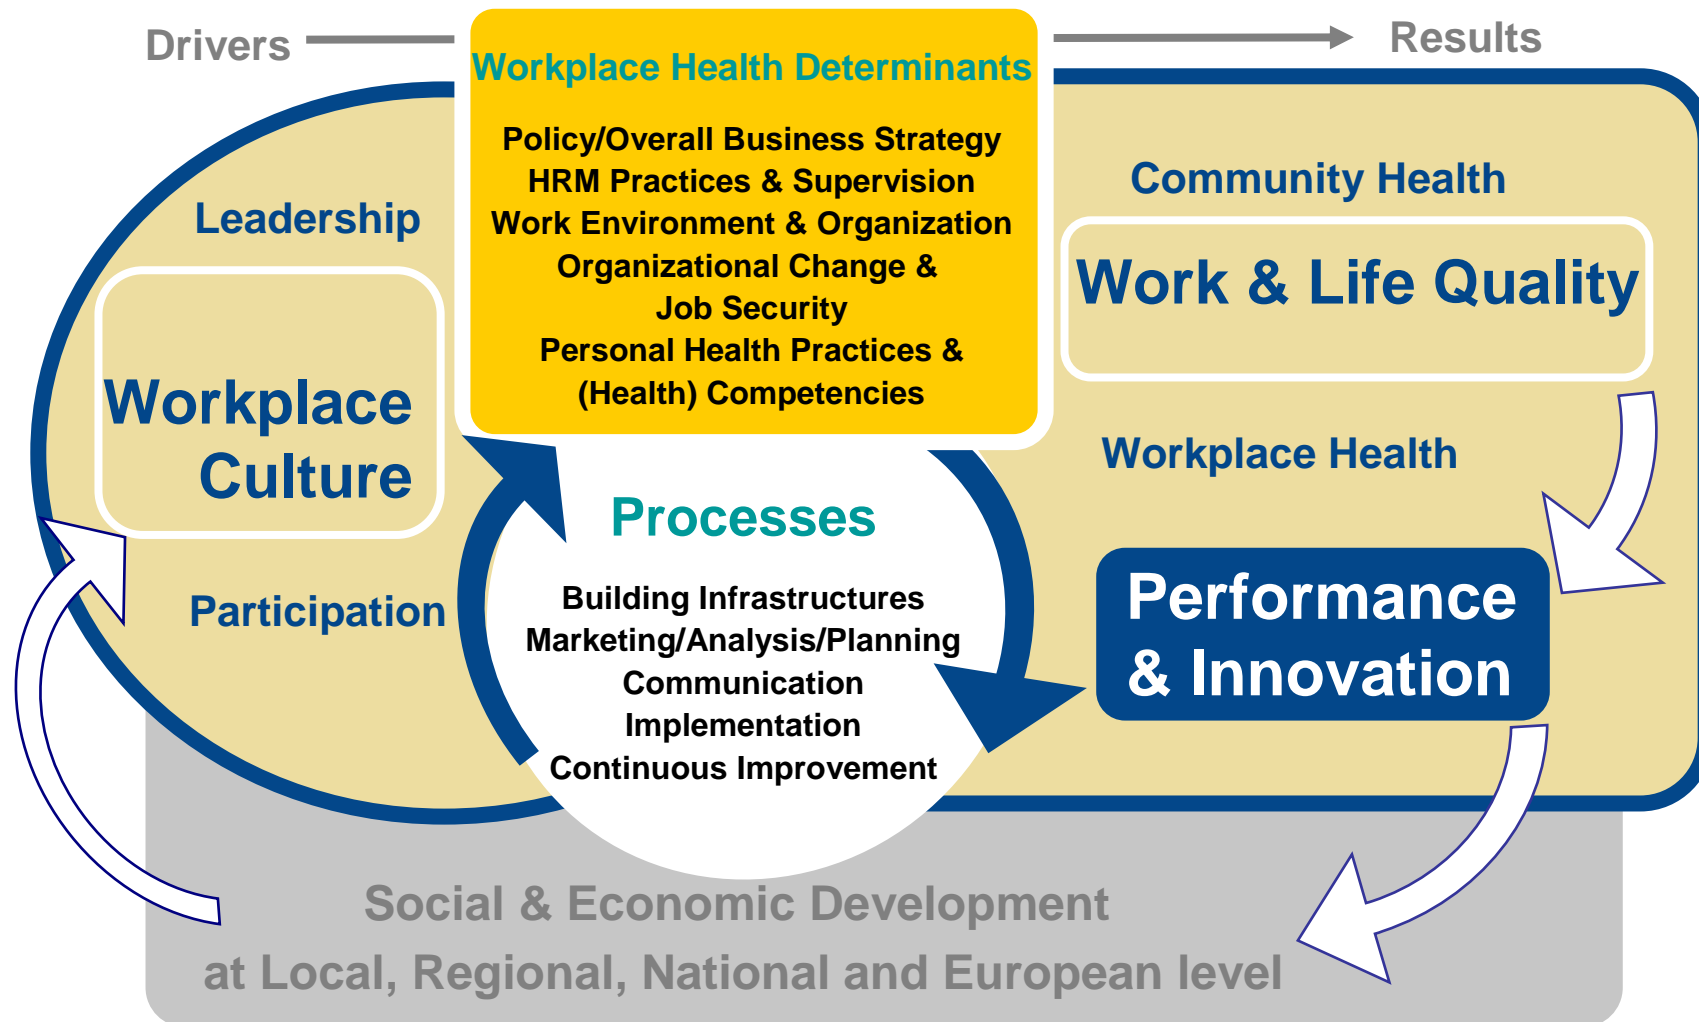 Drivers
Results
Workplace Health Determinants
Policy/Overall Business Strategy
HRM Practices & Supervision
Work Environment & Organization
Organizational Change &
Job Security
Personal Health Practices &
(Health) Competencies
Leadership
Workplace
Culture
Participation
Processes
Building Infrastructures
Marketing/Analysis/Planning
Communication
Implementation
Continuous Improvement
Community Health
Work & Life Quality
Workplace Health
Performance
& Innovation
Social & Economic Development
at Local, Regional, National and European level